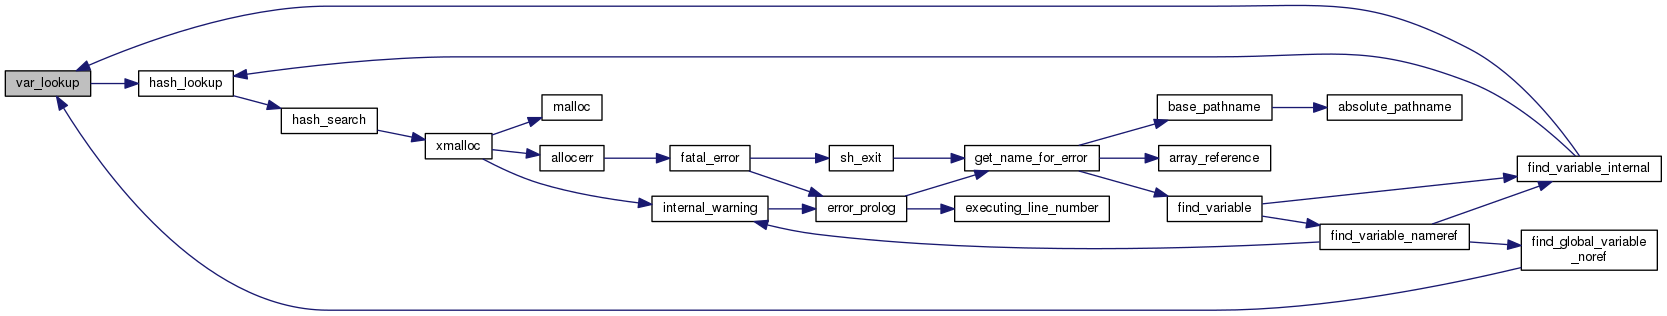 var_lookup
hash_lookup
hash_search
xmalloc
malloc
allocerr
internal_warning
fatal_error
sh_exit
error_prolog
get_name_for_error
executing_line_number
base_pathname
absolute_pathname
array_reference
find_variable
find_variable_internal
find_variable_nameref
find_global_variable
_noref